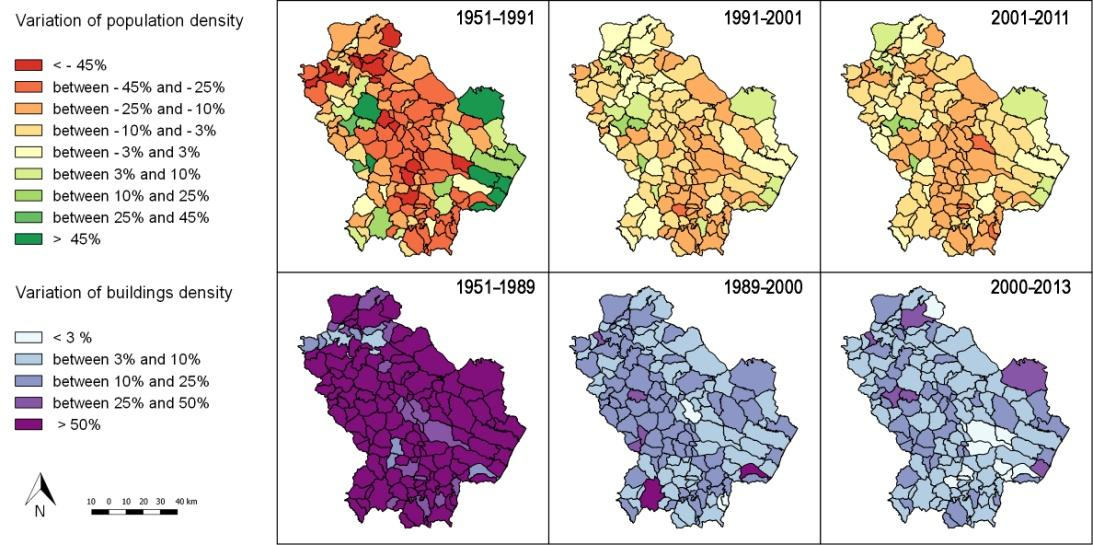 Variation of population density
< - 45%
between - 45% and - 25%
between - 25% and - 10%
between - 10% and - 3%
between - 3% and 3%
between 3% and 10%
between 10% and 25%
between 25% and 45%
> 45%
1951-1991
1991-2001
2001-2011
Variation of buildings density
< 3 %
between 3% and 10%
between 10% and 25%
between 25% and 50%
> 50%
N
10 0 10 20 30 40 km
1951-1989
1989-2000
2000-2013